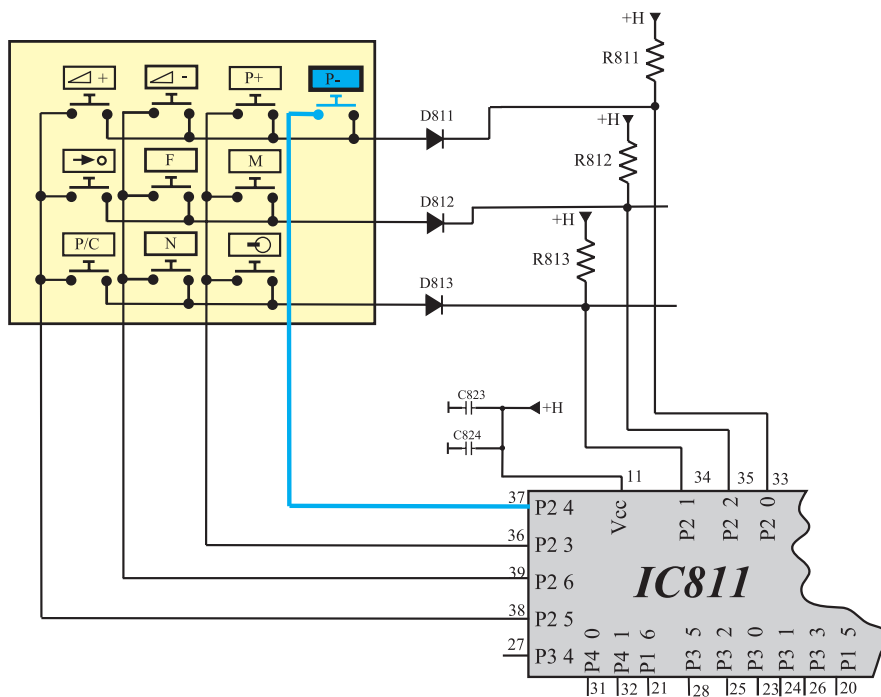 +H
R811
+
-
P+
P-
D811
+H
R812
F
M
D812
+H
P/C
N
R813
D813
C823
+H
C824
11
34
35
33
37
P2 4
Vcc
P2 1
P2 2
P2 0
36
P2 3
39
P2 6
IC811
38
P2 5
27
P3 4
P4 0
P4 1
P1 6
P3 5
P3 2
P3 0
P3 1
P3 3
P1 5
31
32
21
28
25
23
24
26
20